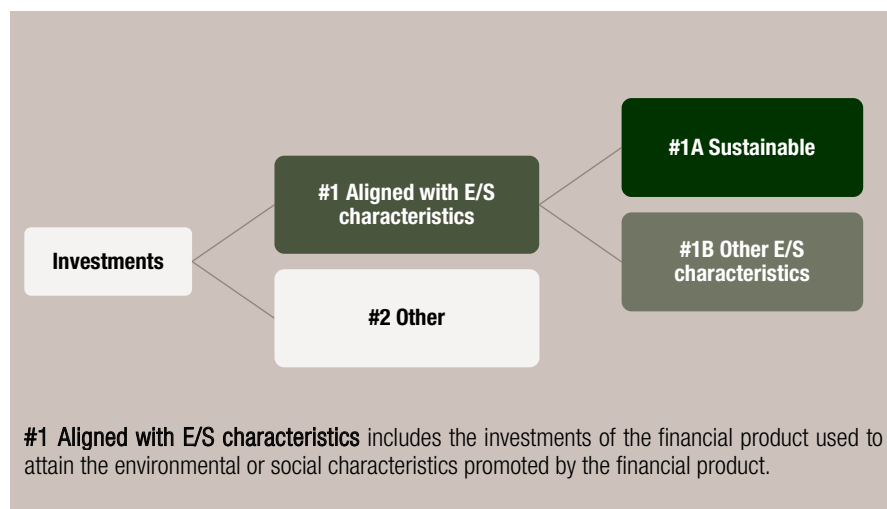 Investments
#1 Aligned with E/S
characteristics
#2 Other
#1A Sustainable
#1B Other E/S
characteristics
#1 Aligned with E/S characteristics includes the investments of the financial product used to
attain the environmental or social characteristics promoted by the financial product.